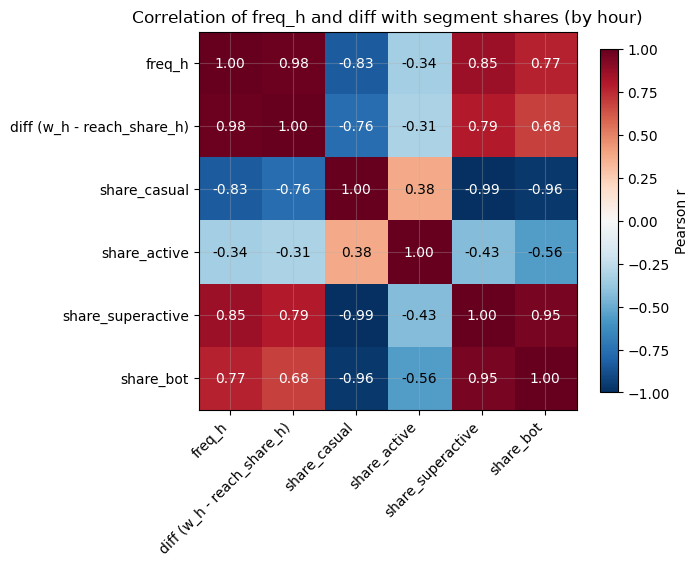 Correlation of freq_h and diff with segment shares (by hour)
freq_h 1.00 0.98 -0.83 -0.34 0.85 0.77
diff (w_h - reach_share_h) 0.98 1.00 -0.76 -0.31 0.79 0.68
share_casual -0.83 -0.76 1.00 0.38 -0.99 -0.96
share_active -0.34 -0.31 0.38 1.00 -0.43 -0.56
share_superactive 0.85 0.79 -0.99 -0.43 1.00 0.95
share_bot 0.77 0.68 -0.96 -0.56 0.95 1.00
freq_h
diff (w_h - reach_share_h)
share_casual
share_active
share_superactive
share_bot
1.00
0.75
0.50
0.25
0.00
−0.25
−0.50
−0.75
−1.00
Pearson r